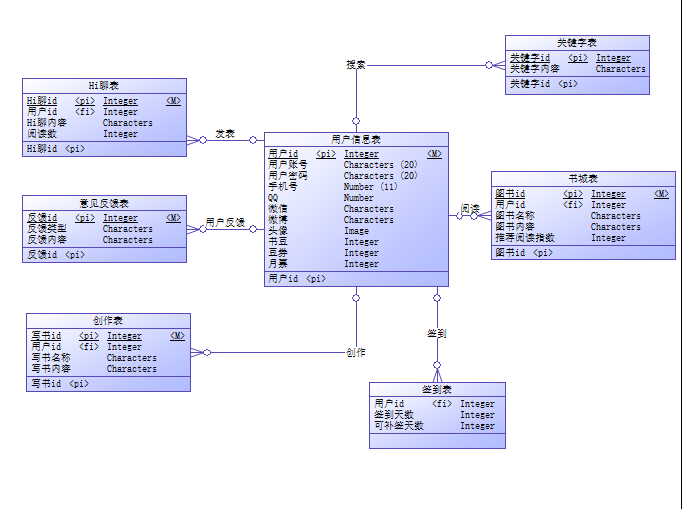 关键字表
关键字id <pi> Integer
关键字内容 Characters
关键字id <pi>
搜索
Hi聊表
Hi聊id <pi> Integer <M>
用户id <fi> Integer
Hi聊内容 Characters
阅读数 Integer
Hi聊id <pi>
发表
用户信息表
用户id <pi> Integer <M>
用户账号 Characters (20)
用户密码 Characters (20)
手机号 Number (11)
QQ Number
微信 Characters
微博 Characters
头像 Image
书豆 Integer
豆券 Integer
月票 Integer
用户id <pi>
书城表
图书id <pi> Integer <M>
用户id <fi> Integer
图书名称 Characters
图书内容 Characters
推荐阅读指数 Integer
图书id <pi>
阅读
意见反馈表
反馈id <pi> Integer <M>
反馈类型 Characters
反馈内容 Characters
反馈id <pi>
用户反馈
创作表
写书id <pi> Integer <M>
用户id <fi> Integer
写书名称 Characters
写书内容 Characters
写书id <pi>
创作
签到
签到表
用户id <fi> Integer
签到天数 Integer
可补签天数 Integer